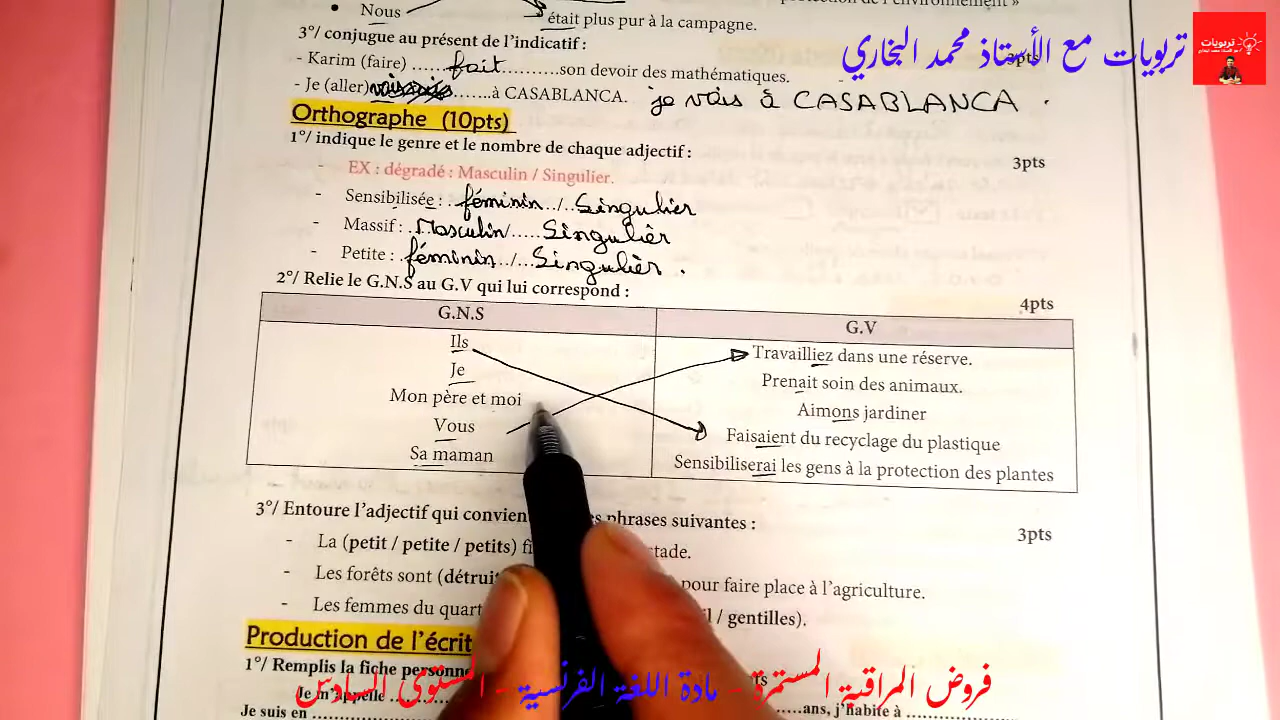 Nous
était plus pur à la campagne.
3°/ conjugue au présent de l'indicatif :
- Karim (faire) ......fait..........son devoir des mathématiques.
- Je (aller) .......à CASABLANCA. je vais à CASABLANCA .
تربويات مع الأستاذ محمد البخاري
تربويات
Orthographe (10pts)
1°/ indique le genre et le nombre de chaque adjectif :
3pts
- EX : dégradé : Masculin / Singulier.
- Sensibilisée : féminin../..Singulier
- Massif : .Masculin/.....Singulier
- Petite : féminin../...Singulier .
2°/ Relie le G.N.S au G.V qui lui correspond :
4pts
G.N.S
G.V
Ils
Travailliez dans une réserve.
Je
Prenait soin des animaux.
Mon père et moi
Aimons jardiner
Vous
Faisaient du recyclage du plastique
Sa maman
Sensibiliserai les gens à la protection des plantes
3°/ Entoure l'adjectif qui convient phrases suivantes :
3pts
- La (petit / petite / petits)
- Les forêts sont pour faire place à l'agriculture.
- Les femmes du / gentilles).
Production de l'écrit
1°/ Remplis la fiche
فروض المراقبة المستمرة - مادة اللغة الفرنسية - المستوى السادس
Je m'appelle
Je suis en ..................ans, j'habite à ..................